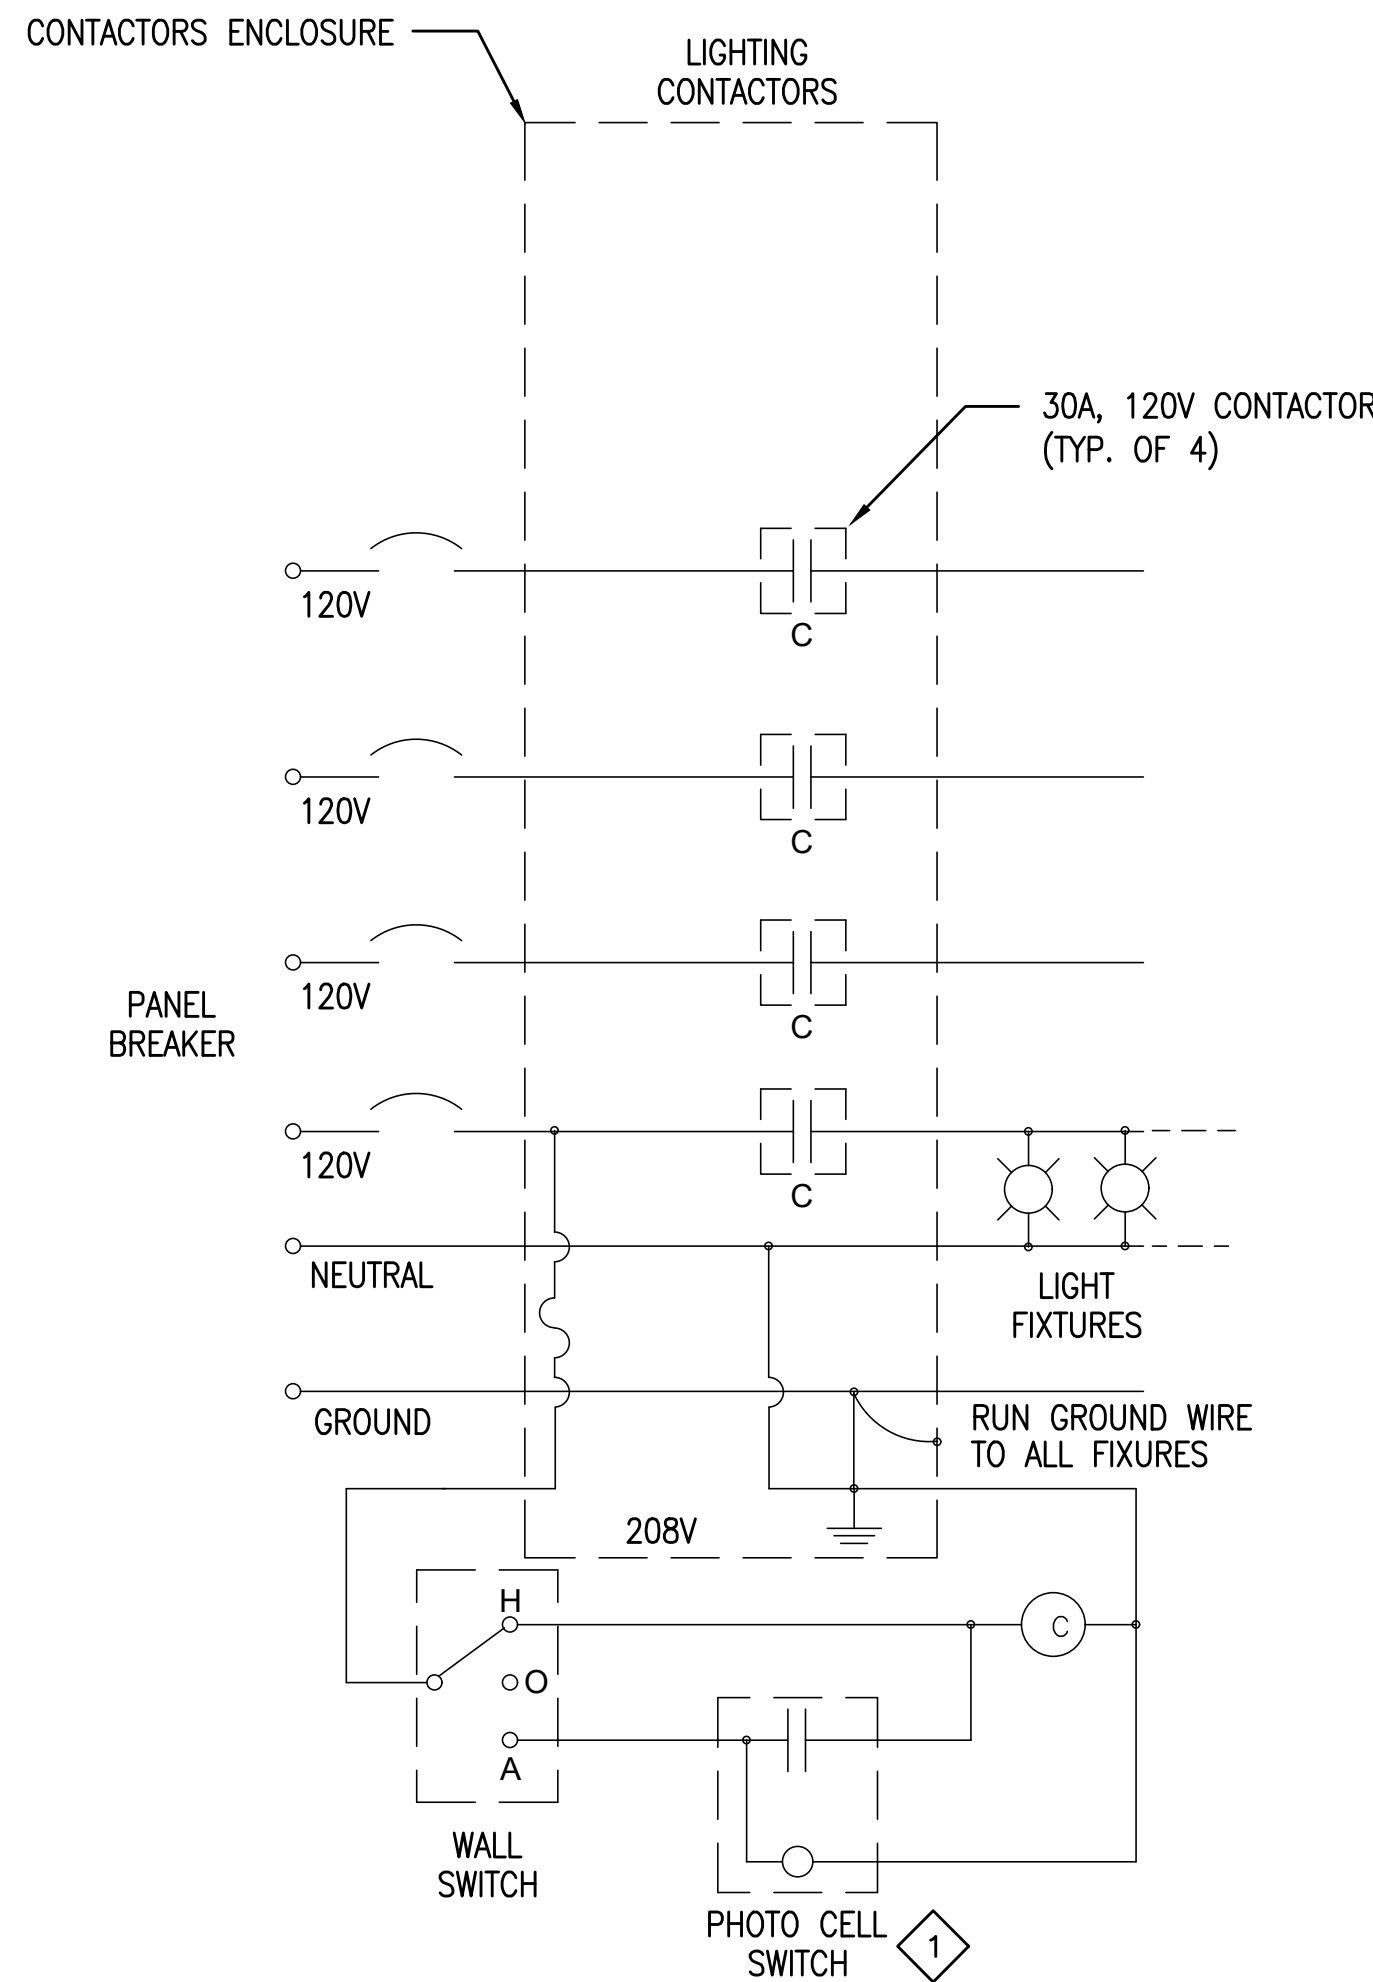 CONTACTORS ENCLOSURE
LIGHTING
CONTACTORS
30A, 120V CONTACTOR
(TYP. OF 4)
120V
C
120V
C
120V
C
PANEL
BREAKER
120V
C
NEUTRAL
LIGHT
FIXTURES
GROUND
RUN GROUND WIRE
TO ALL FIXURES
208V
H
C
O
A
WALL
SWITCH
PHOTO CELL
SWITCH
1